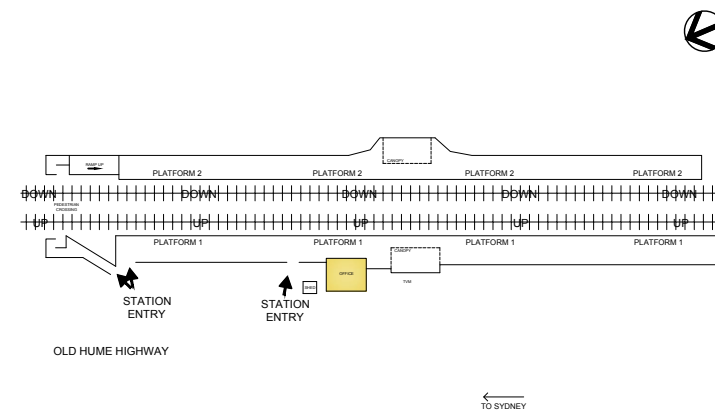 RAMP UP
CANOPY
PLATFORM 2
PLATFORM 2
PLATFORM 2
PLATFORM 2
DOWN
DOWN
DOWN
DOWN
DOWN
PEDESTRIAN
CROSSING
UP
UP
UP
UP
UP
PLATFORM 1
PLATFORM 1
PLATFORM 1
PLATFORM 1
CANOPY
OFFICE
SHED
TVM
STATION
ENTRY
STATION
ENTRY
OLD HUME HIGHWAY
TO SYDNEY